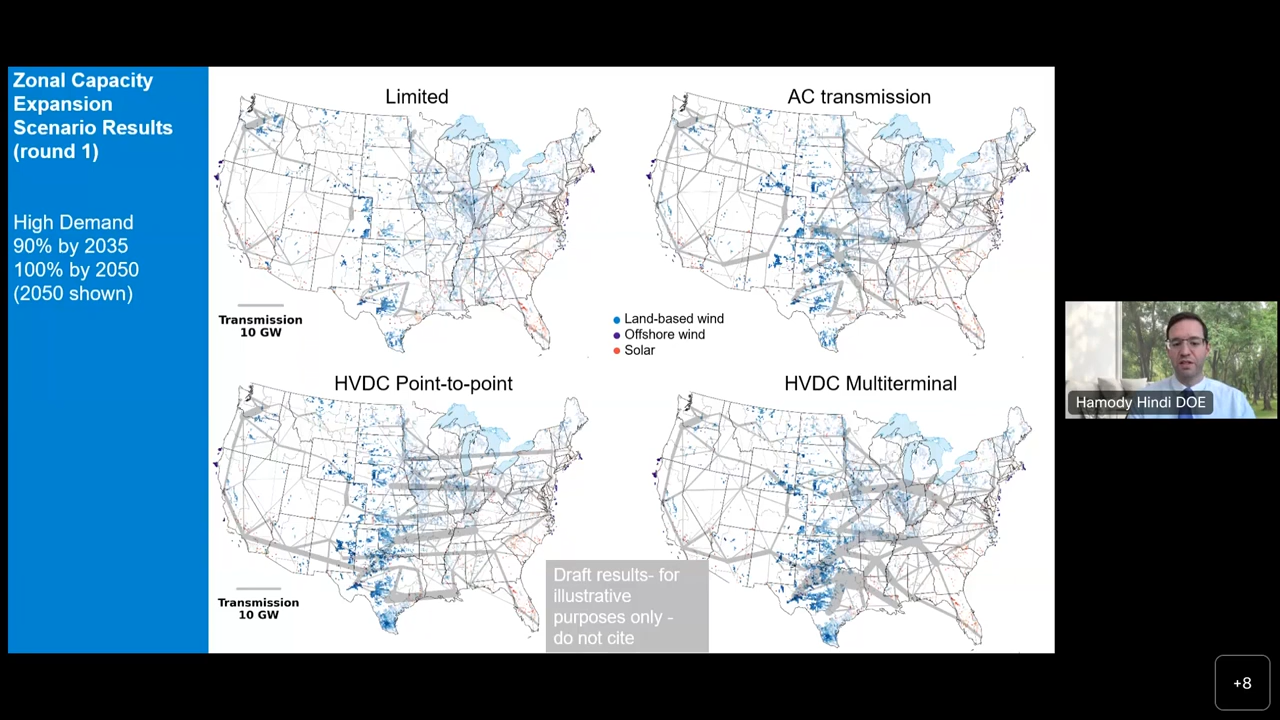 Zonal Capacity
Expansion
Scenario Results
(round 1)
High Demand
90% by 2035
100% by 2050
(2050 shown)
Limited
AC transmission
Transmission
10 GW
Land-based wind
Offshore wind
Solar
HVDC Point-to-point
HVDC Multiterminal
Transmission
10 GW
Draft results- for
illustrative
purposes only -
do not cite
Hamody Hindi DOE
+8